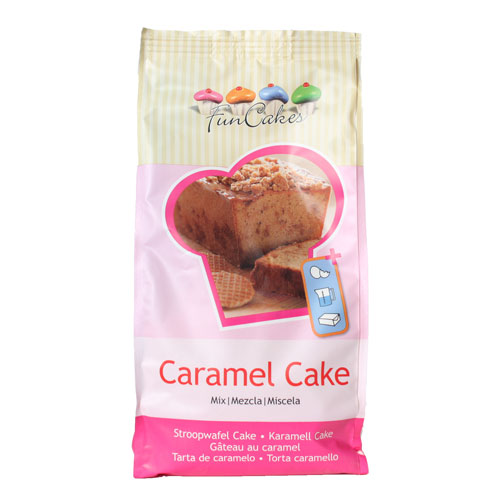 FunCakes
Caramel Cake
Mix|Mezcla|Miscela
Stroopwafel Cake • Karamell Cake
Gâteau au caramel
Tarta de caramelo • Torta caramello